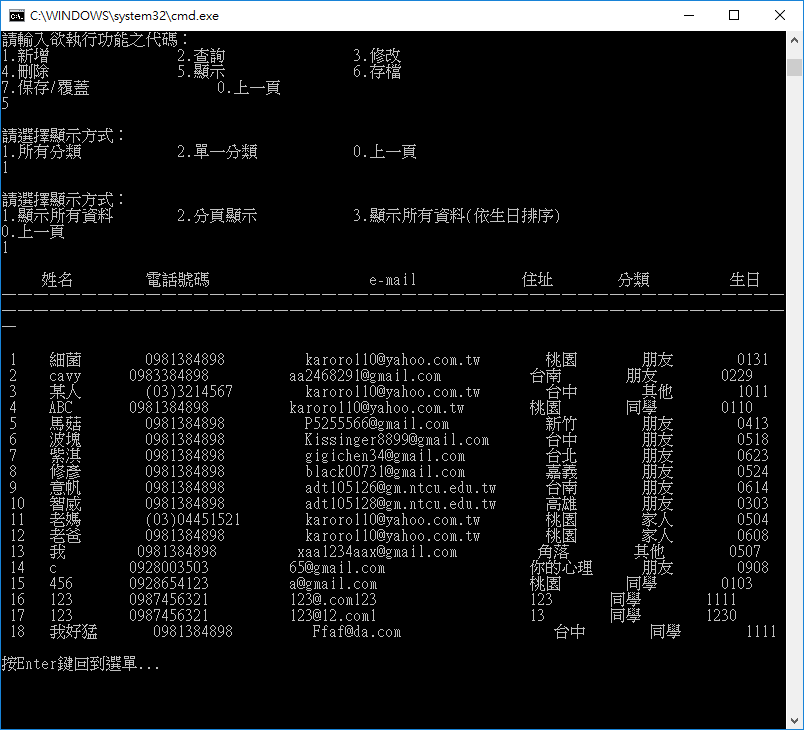 C:\WINDOWS\system32\cmd.exe
請輸入欲執行功能之代碼：
1.新增 2.查詢 3.修改
4.刪除 5.顯示 6.存檔
7.保存/覆蓋 0.上一頁
5
請選擇顯示方式：
1.所有分類 2.單一分類 0.上一頁
1
請選擇顯示方式：
1.顯示所有資料 2.分頁顯示 3.顯示所有資料(依生日排序)
0.上一頁
1
姓名 電話號碼 e-mail 住址 分類 生日
1 細菌 0981384898 karoro110@yahoo.com.tw 桃園 朋友 0131
2 cavy 0983384898 aa2468291@gmail.com 台南 朋友 0229
3 某人 (03)3214567 karoro110@yahoo.com.tw 台中 其他 1011
4 ABC 0981384898 karoro110@yahoo.com.tw 桃園 同學 0110
5 馬菇 0981384898 P5255566@gmail.com 新竹 朋友 0413
6 波塊 0981384898 Kissinger8899@gmail.com 台中 朋友 0518
7 紫淇 0981384898 gigichen34@gmail.com 台北 朋友 0623
8 修彥 0981384898 black00731@gmail.com 嘉義 朋友 0524
9 意帆 0981384898 adt105126@gm.ntcu.edu.tw 台南 朋友 0614
10 智威 0981384898 adt105128@gm.ntcu.edu.tw 高雄 朋友 0303
11 老媽 (03)04451521 karoro110@yahoo.com.tw 桃園 家人 0504
12 老爸 0981384898 karoro110@yahoo.com.tw 桃園 家人 0608
13 我 0981384898 xaa1234aax@gmail.com 角落 其他 0507
14 c 0928003503 65@gmail.com 你的心理 朋友 0908
15 456 0928654123 a@gmail.com 桃園 同學 0103
16 123 0987456321 123@.com123 123 同學 1111
17 123 0987456321 123@12.com1 13 同學 1230
18 我好猛 0981384898 Ffaf@da.com 台中 同學 1111
按Enter鍵回到選單...